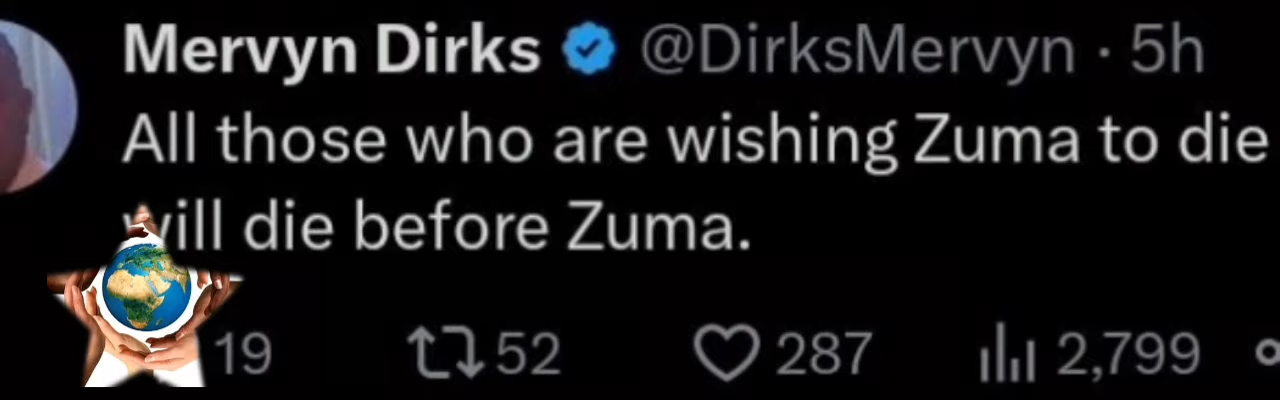 Mervyn Dirks @DirksMervyn · 5h
All those who are wishing Zuma to die
will die before Zuma.
19 52 287 2,799